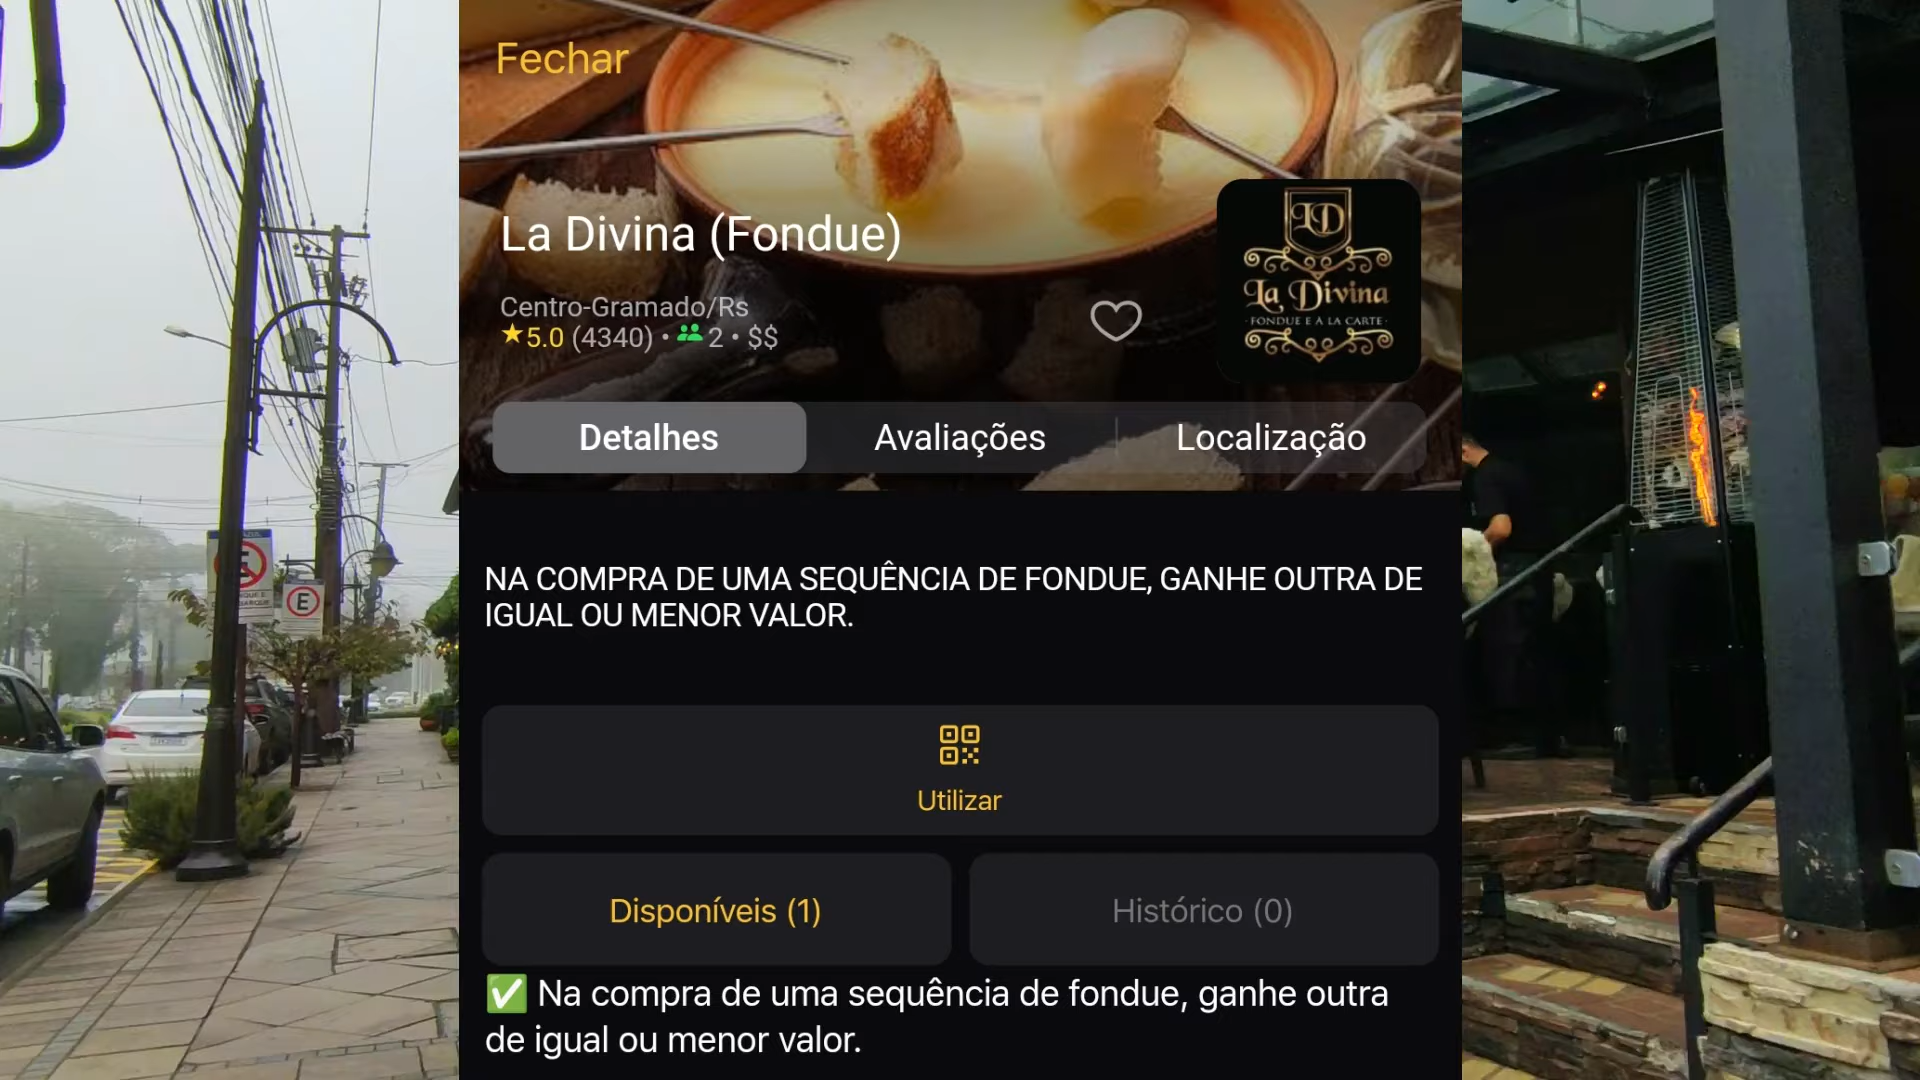 Fechar
La Divina (Fondue)
Centro-Gramado/Rs
★5.0 (4340) • 2 • $$
LD
La Divina
·FONDUE E A LA CARTE·
Detalhes
Avaliações
Localização
NA COMPRA DE UMA SEQUÊNCIA DE FONDUE, GANHE OUTRA DE
IGUAL OU MENOR VALOR.
Utilizar
Disponíveis (1)
Histórico (0)
✅ Na compra de uma sequência de fondue, ganhe outra
de igual ou menor valor.
E
E